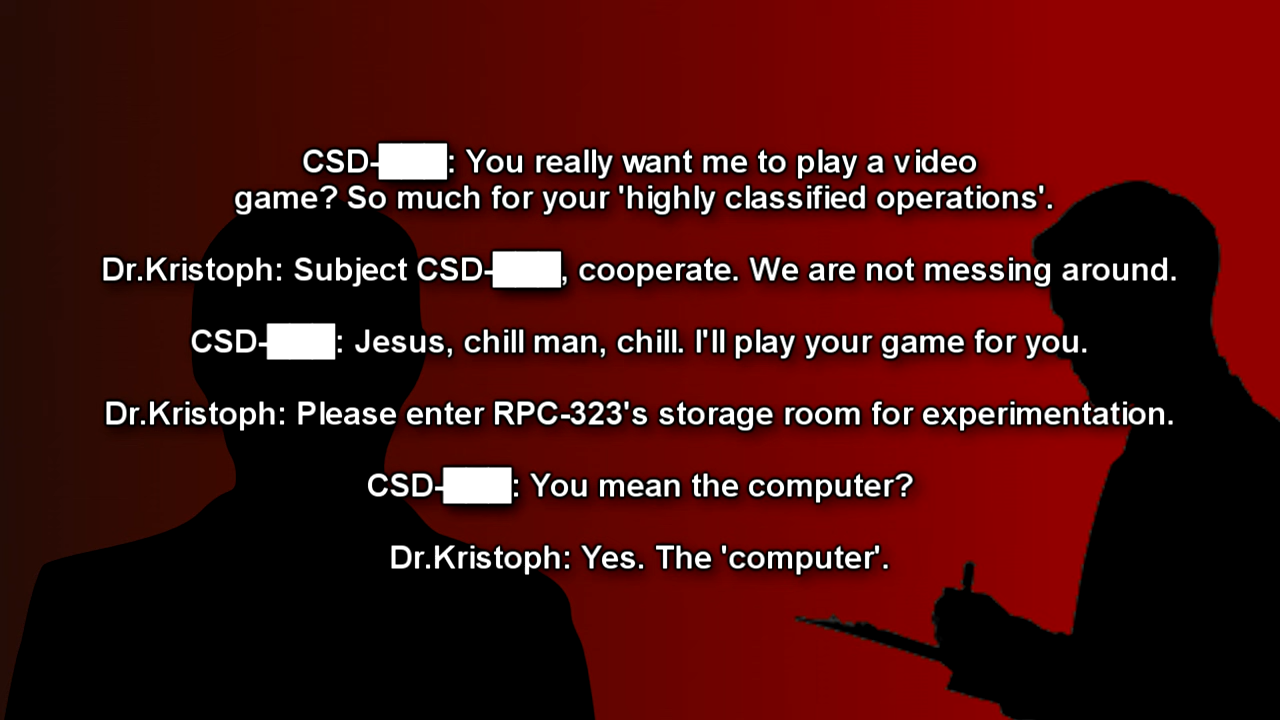 CSD-███: You really want me to play a video
game? So much for your 'highly classified operations'.
Dr.Kristoph: Subject CSD-███, cooperate. We are not messing around.
CSD-███: Jesus, chill man, chill. I'll play your game for you.
Dr.Kristoph: Please enter RPC-323's storage room for experimentation.
CSD-███: You mean the computer?
Dr.Kristoph: Yes. The 'computer'.